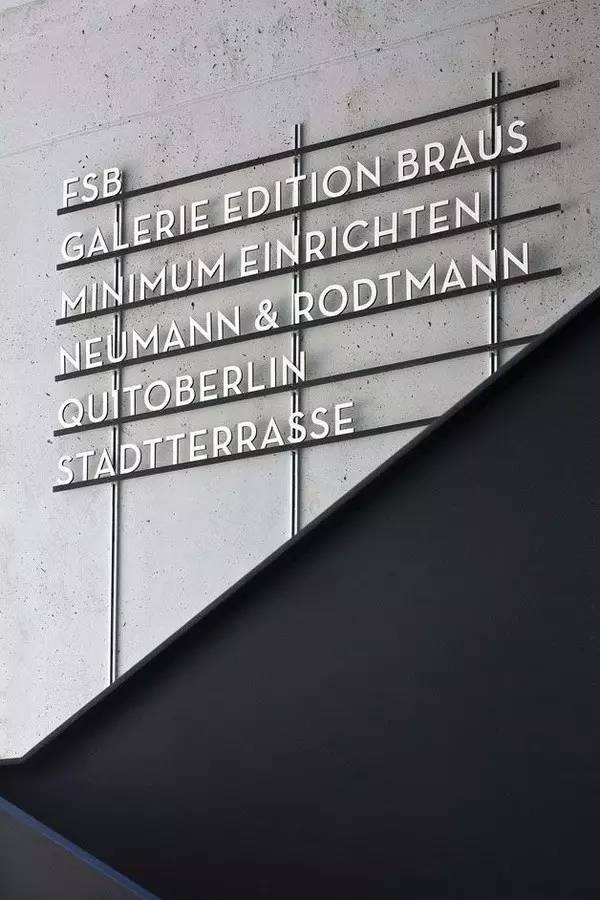 FSB
GALERIE EDITION BRAUS
MINIMUM EINRICHTEN
NEUMANN & RODTMANN
QUITOBERLIN
STADTTERRASSE